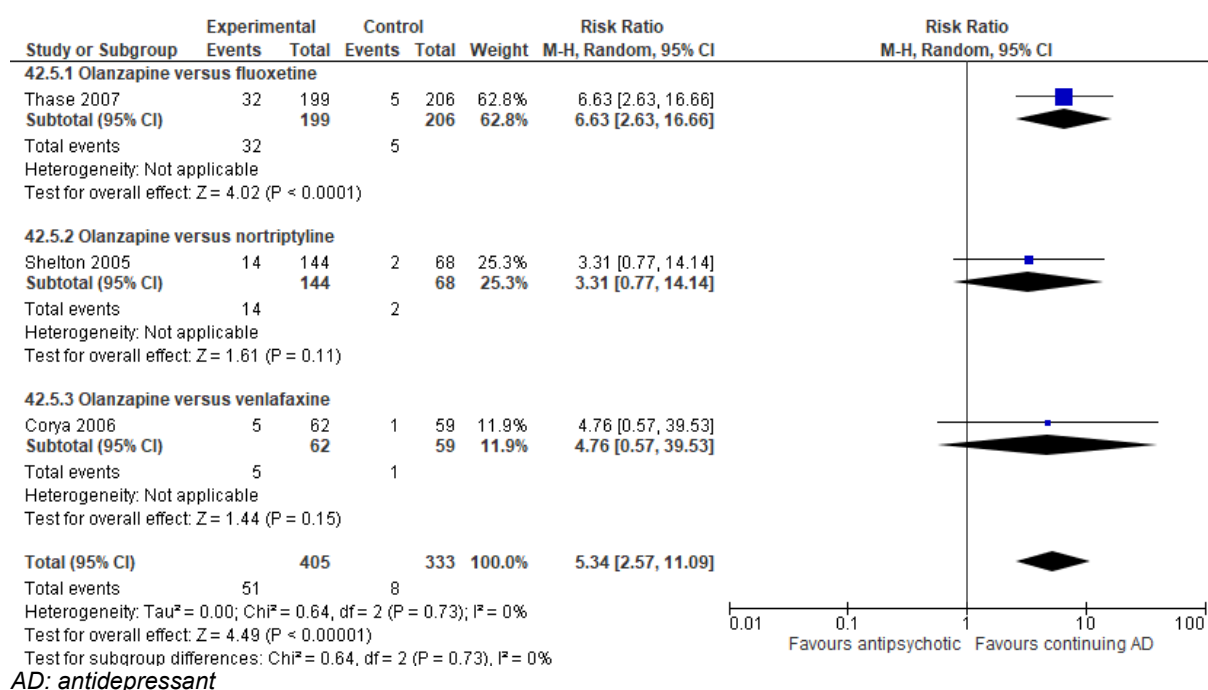 Experimental Control Risk Ratio Risk Ratio
Study or Subgroup Events Total Events Total Weight M-H, Random, 95% CI M-H, Random, 95% CI
42.5.1 Olanzapine versus fluoxetine
Thase 2007 32 199 5 206 62.8% 6.63 [2.63, 16.66]
Subtotal (95% CI) 199 206 62.8% 6.63 [2.63, 16.66]
Total events 32 5
Heterogeneity: Not applicable
Test for overall effect: Z = 4.02 (P < 0.0001)
42.5.2 Olanzapine versus nortriptyline
Shelton 2005 14 144 2 68 25.3% 3.31 [0.77, 14.14]
Subtotal (95% CI) 144 68 25.3% 3.31 [0.77, 14.14]
Total events 14 2
Heterogeneity: Not applicable
Test for overall effect: Z = 1.61 (P = 0.11)
42.5.3 Olanzapine versus venlafaxine
Corya 2006 5 62 1 59 11.9% 4.76 [0.57, 39.53]
Subtotal (95% CI) 62 59 11.9% 4.76 [0.57, 39.53]
Total events 5 1
Heterogeneity: Not applicable
Test for overall effect: Z = 1.44 (P = 0.15)
Total (95% CI) 405 333 100.0% 5.34 [2.57, 11.09]
Total events 51 8
Heterogeneity: Tau² = 0.00; Chi² = 0.64, df = 2 (P = 0.73); I² = 0%
Test for overall effect: Z = 4.49 (P < 0.00001)
Test for subgroup differences: Chi² = 0.64, df = 2 (P = 0.73), I² = 0%
0.01 0.1 1 10 100
Favours antipsychotic Favours continuing AD
AD: antidepressant